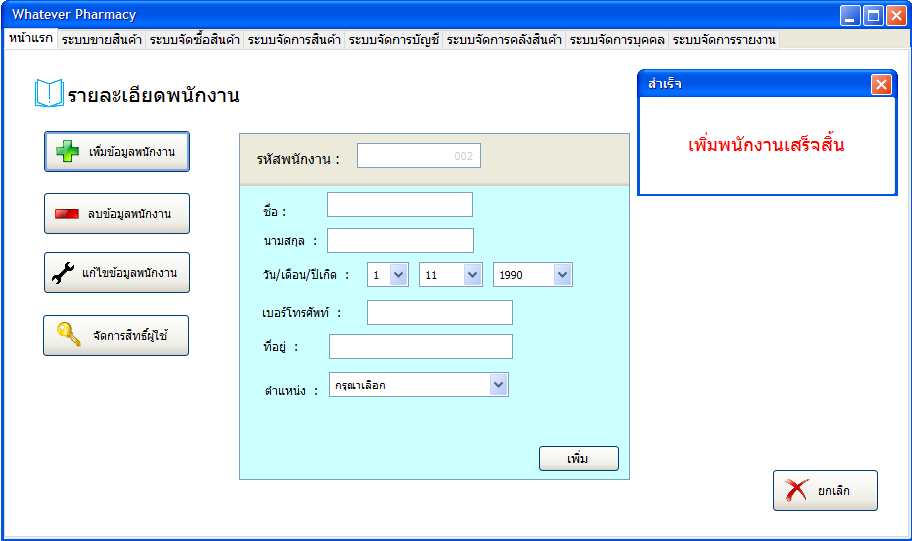 Whatever Pharmacy
หน้าแรก ระบบขายสินค้า ระบบจัดซื้อสินค้า ระบบจัดการสินค้า ระบบจัดการบัญชี ระบบจัดการคลังสินค้า ระบบจัดการบุคคล ระบบจัดการรายงาน
รายละเอียดพนักงาน
เพิ่มข้อมูลพนักงาน
ลบข้อมูลพนักงาน
แก้ไขข้อมูลพนักงาน
จัดการสิทธิ์ผู้ใช้
รหัสพนักงาน : 002
ชื่อ :
นามสกุล :
วัน/เดือน/ปีเกิด : 1 11 1990
เบอร์โทรศัพท์ :
ที่อยู่ :
ตำแหน่ง : กรุณาเลือก
เพิ่ม
สำเร็จ
เพิ่มพนักงานเสร็จสิ้น
ยกเลิก